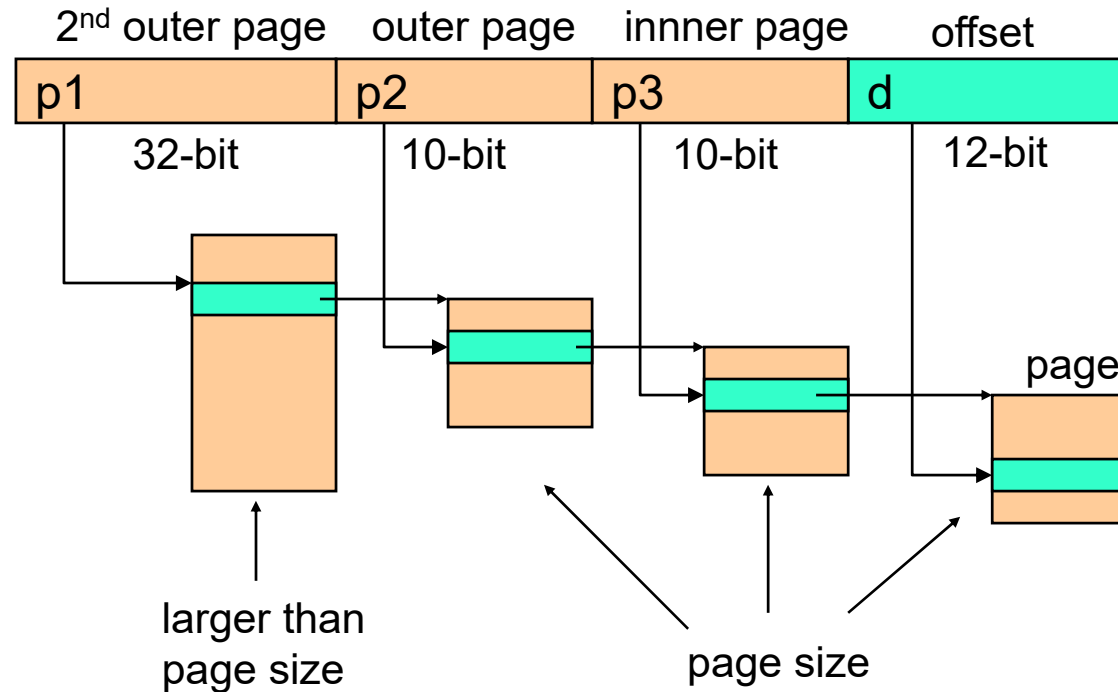 2nd outer page outer page innner page offset
p1 p2 p3 d
32-bit 10-bit 10-bit 12-bit
page
larger than
page size
page size